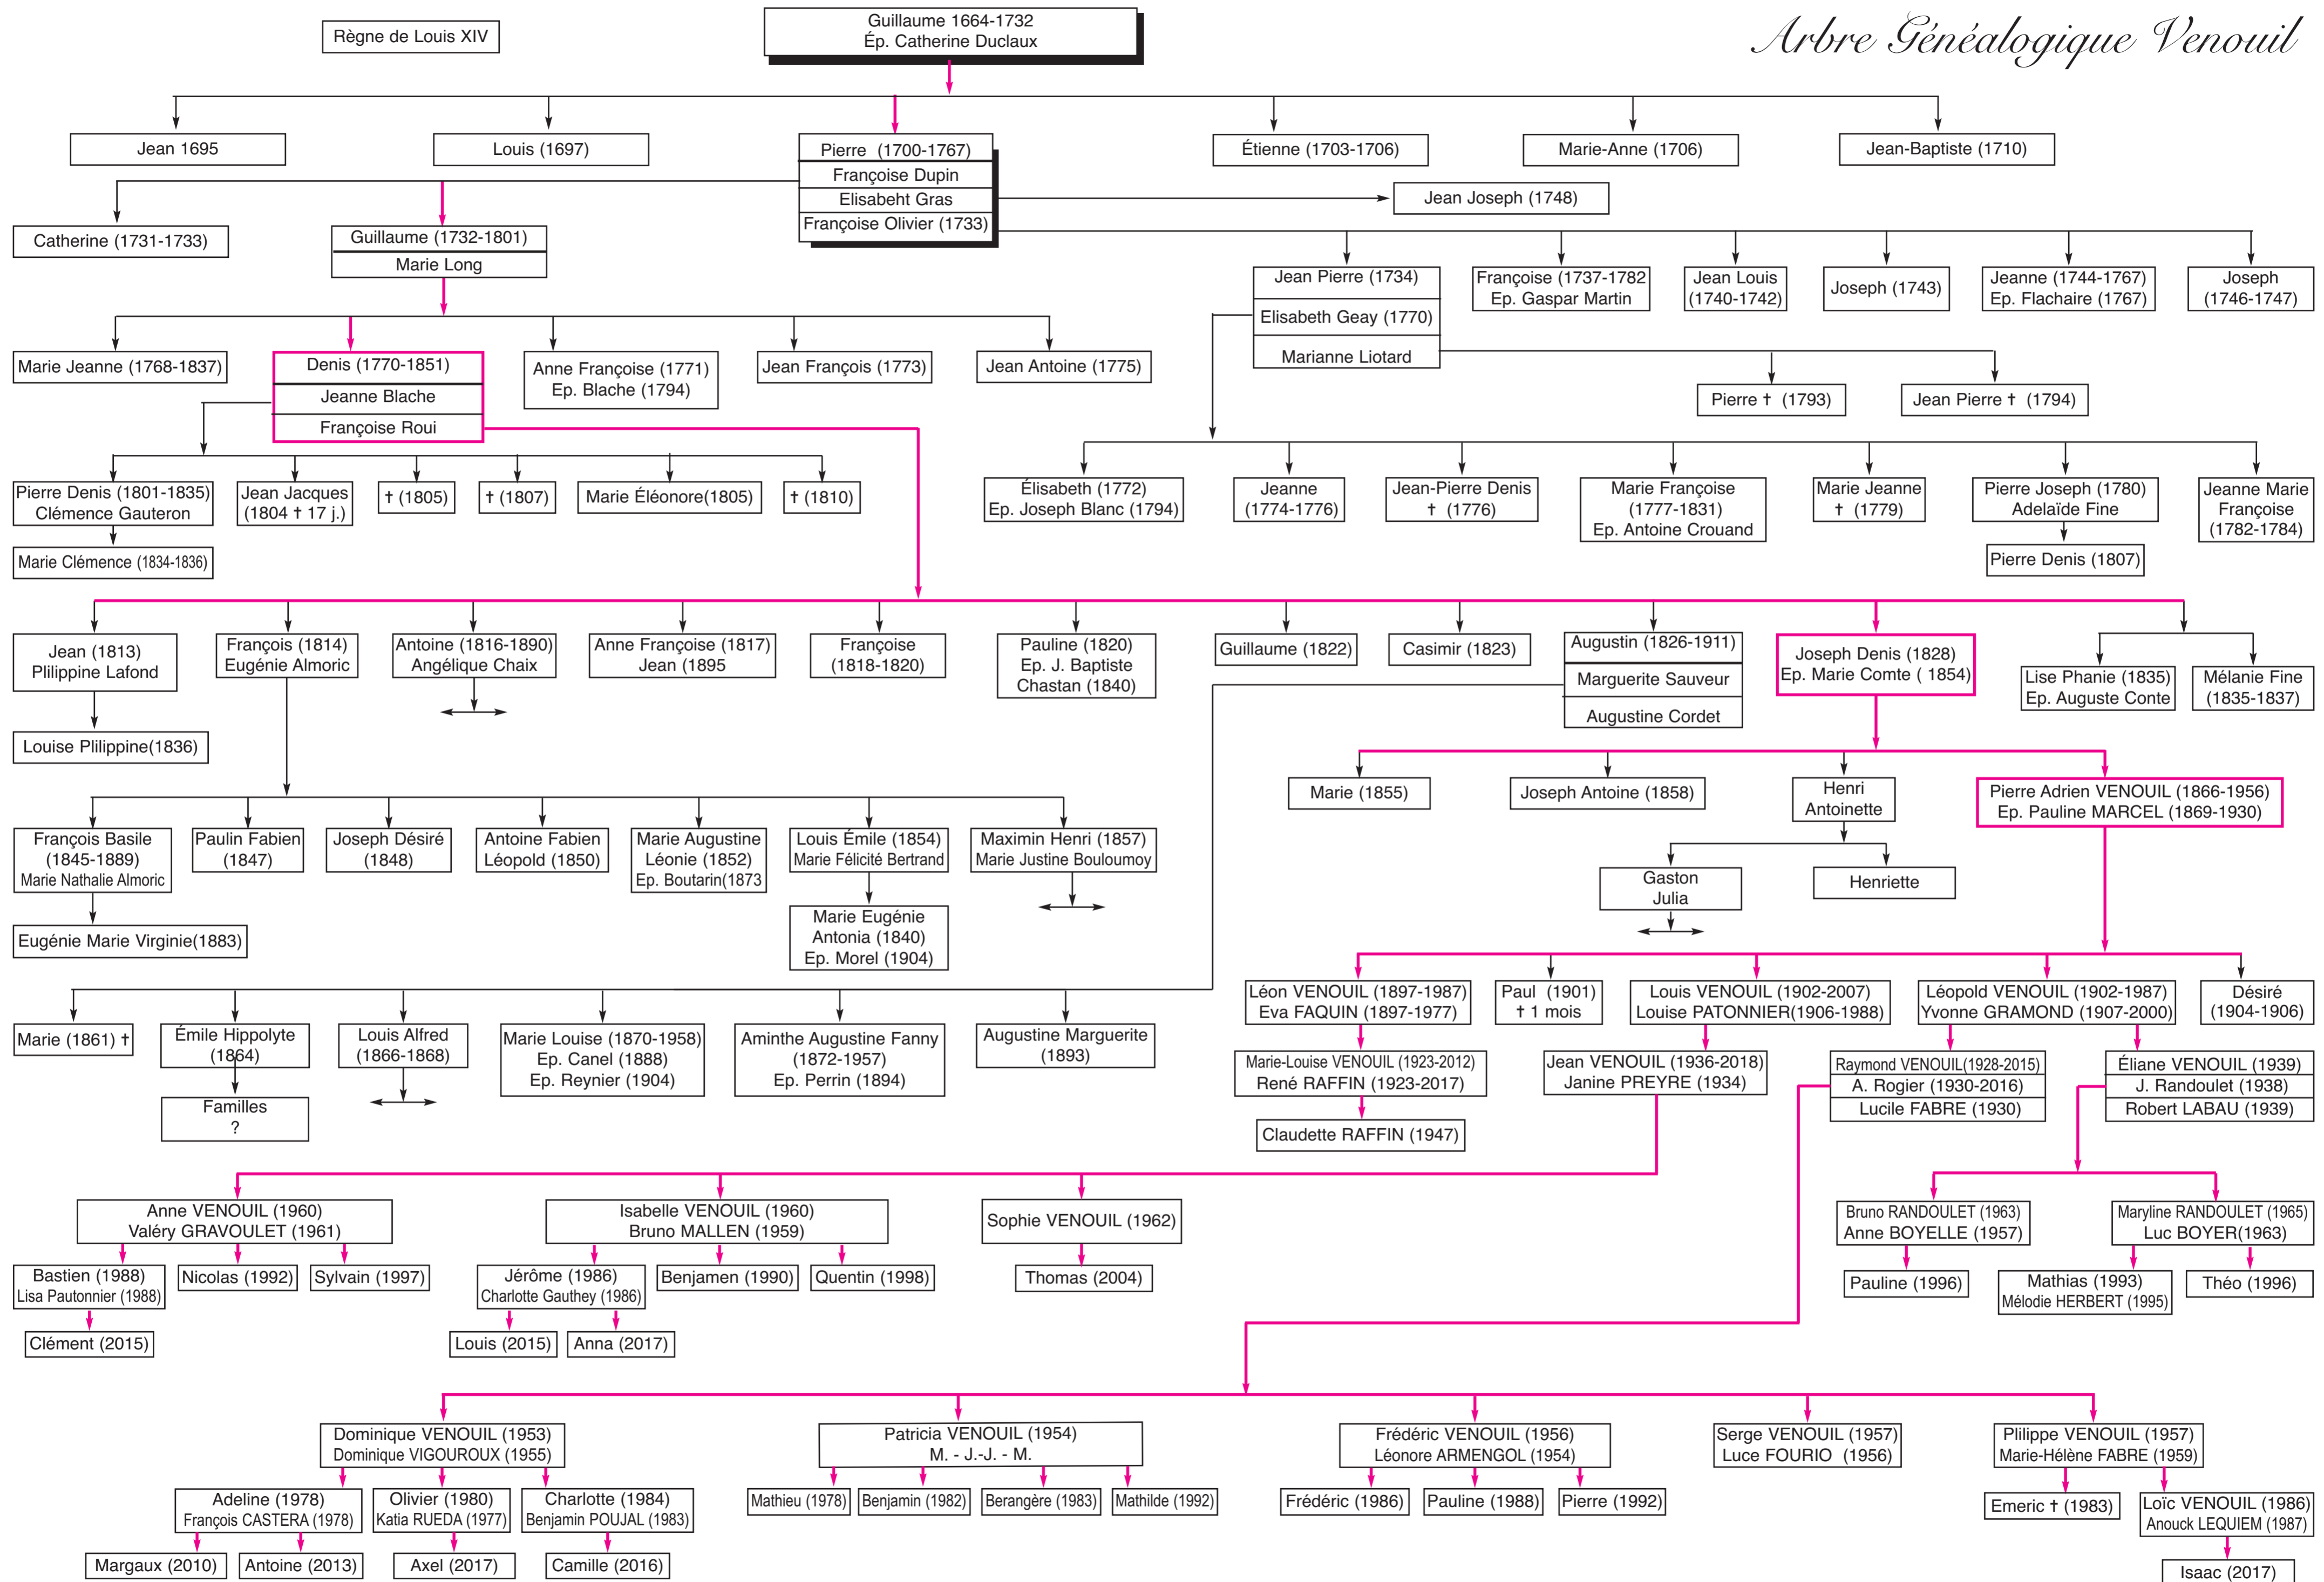 Règne de Louis XIV
Guillaume 1664-1732
Ép. Catherine Duclaux
Arbre Généalogique Venouil
Jean 1695
Louis (1697)
Pierre (1700-1767)
Françoise Dupin
Elisabeht Gras
Françoise Olivier (1733)
Étienne (1703-1706)
Marie-Anne (1706)
Jean-Baptiste (1710)
Jean Joseph (1748)
Catherine (1731-1733)
Guillaume (1732-1801)
Marie Long
Jean Pierre (1734)
Elisabeth Geay (1770)
Marianne Liotard
Françoise (1737-1782
Ep. Gaspar Martin
Jean Louis
(1740-1742)
Joseph (1743)
Jeanne (1744-1767)
Ep. Flachaire (1767)
Joseph
(1746-1747)
Marie Jeanne (1768-1837)
Denis (1770-1851)
Jeanne Blache
Françoise Roui
Anne Françoise (1771)
Ep. Blache (1794)
Jean François (1773)
Jean Antoine (1775)
Pierre ✝ (1793)
Jean Pierre ✝ (1794)
Pierre Denis (1801-1835)
Clémence Gauteron
Jean Jacques
(1804 ✝ 17 j.)
✝ (1805)
✝ (1807)
Marie Éléonore(1805)
✝ (1810)
Élisabeth (1772)
Ep. Joseph Blanc (1794)
Jeanne
(1774-1776)
Jean-Pierre Denis
✝ (1776)
Marie Françoise
(1777-1831)
Ep. Antoine Crouand
Marie Jeanne
✝ (1779)
Pierre Joseph (1780)
Adelaïde Fine
Jeanne Marie
Françoise
(1782-1784)
Marie Clémence (1834-1836)
Pierre Denis (1807)
Jean (1813)
Plilippine Lafond
François (1814)
Eugénie Almoric
Antoine (1816-1890)
Angélique Chaix
Anne Françoise (1817)
Jean (1895
Françoise
(1818-1820)
Pauline (1820)
Ep. J. Baptiste
Chastan (1840)
Guillaume (1822)
Casimir (1823)
Augustin (1826-1911)
Marguerite Sauveur
Augustine Cordet
Joseph Denis (1828)
Ep. Marie Comte ( 1854)
Lise Phanie (1835)
Ep. Auguste Conte
Mélanie Fine
(1835-1837)
Louise Plilippine(1836)
Marie (1855)
Joseph Antoine (1858)
Henri
Antoinette
Pierre Adrien VENOUIL (1866-1956)
Ep. Pauline MARCEL (1869-1930)
François Basile
(1845-1889)
Marie Nathalie Almoric
Paulin Fabien
(1847)
Joseph Désiré
(1848)
Antoine Fabien
Léopold (1850)
Marie Augustine
Léonie (1852)
Ep. Boutarin(1873
Louis Émile (1854)
Marie Félicité Bertrand
Maximin Henri (1857)
Marie Justine Bouloumoy
Gaston
Julia
Henriette
Eugénie Marie Virginie(1883)
Marie Eugénie
Antonia (1840)
Ep. Morel (1904)
Léon VENOUIL (1897-1987)
Eva FAQUIN (1897-1977)
Paul (1901)
✝ 1 mois
Louis VENOUIL (1902-2007)
Louise PATONNIER(1906-1988)
Léopold VENOUIL (1902-1987)
Yvonne GRAMOND (1907-2000)
Désiré
(1904-1906)
Marie (1861) ✝
Émile Hippolyte
(1864)
Louis Alfred
(1866-1868)
Marie Louise (1870-1958)
Ep. Canel (1888)
Ep. Reynier (1904)
Aminthe Augustine Fanny
(1872-1957)
Ep. Perrin (1894)
Augustine Marguerite
(1893)
Marie-Louise VENOUIL (1923-2012)
René RAFFIN (1923-2017)
Jean VENOUIL (1936-2018)
Janine PREYRE (1934)
Raymond VENOUIL(1928-2015)
A. Rogier (1930-2016)
Lucile FABRE (1930)
Éliane VENOUIL (1939)
J. Randoulet (1938)
Robert LABAU (1939)
Familles
?
Claudette RAFFIN (1947)
Anne VENOUIL (1960)
Valéry GRAVOULET (1961)
Isabelle VENOUIL (1960)
Bruno MALLEN (1959)
Sophie VENOUIL (1962)
Bruno RANDOULET (1963)
Anne BOYELLE (1957)
Maryline RANDOULET (1965)
Luc BOYER(1963)
Bastien (1988)
Lisa Pautonnier (1988)
Nicolas (1992)
Sylvain (1997)
Jérôme (1986)
Charlotte Gauthey (1986)
Benjamen (1990)
Quentin (1998)
Thomas (2004)
Pauline (1996)
Mathias (1993)
Mélodie HERBERT (1995)
Théo (1996)
Clément (2015)
Louis (2015)
Anna (2017)
Dominique VENOUIL (1953)
Dominique VIGOUROUX (1955)
Patricia VENOUIL (1954)
M. - J.-J. - M.
Frédéric VENOUIL (1956)
Léonore ARMENGOL (1954)
Serge VENOUIL (1957)
Luce FOURIO (1956)
Plilippe VENOUIL (1957)
Marie-Hélène FABRE (1959)
Adeline (1978)
François CASTERA (1978)
Olivier (1980)
Katia RUEDA (1977)
Charlotte (1984)
Benjamin POUJAL (1983)
Mathieu (1978)
Benjamin (1982)
Berangère (1983)
Mathilde (1992)
Frédéric (1986)
Pauline (1988)
Pierre (1992)
Emeric ✝ (1983)
Loïc VENOUIL (1986)
Anouck LEQUIEM (1987)
Margaux (2010)
Antoine (2013)
Axel (2017)
Camille (2016)
Isaac (2017)